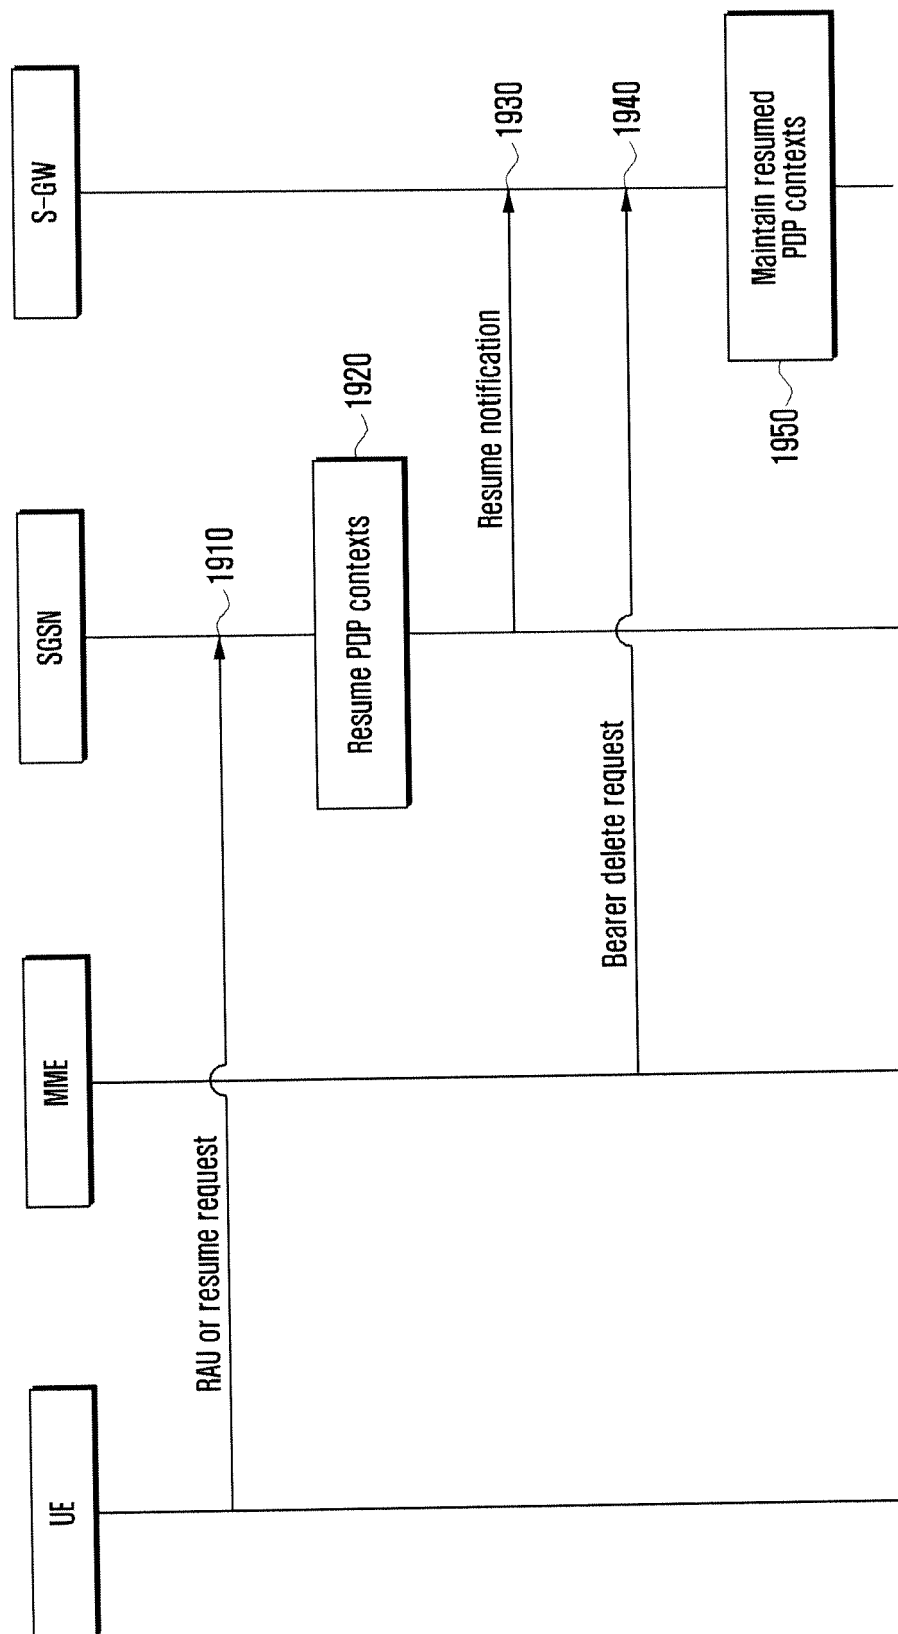 UE
MME
SGSN
S-GW
RAU or resume request
1910
Resume PDP contexts
1920
Resume notification
1930
Bearer delete request
1940
Maintain resumed
PDP contexts
1950